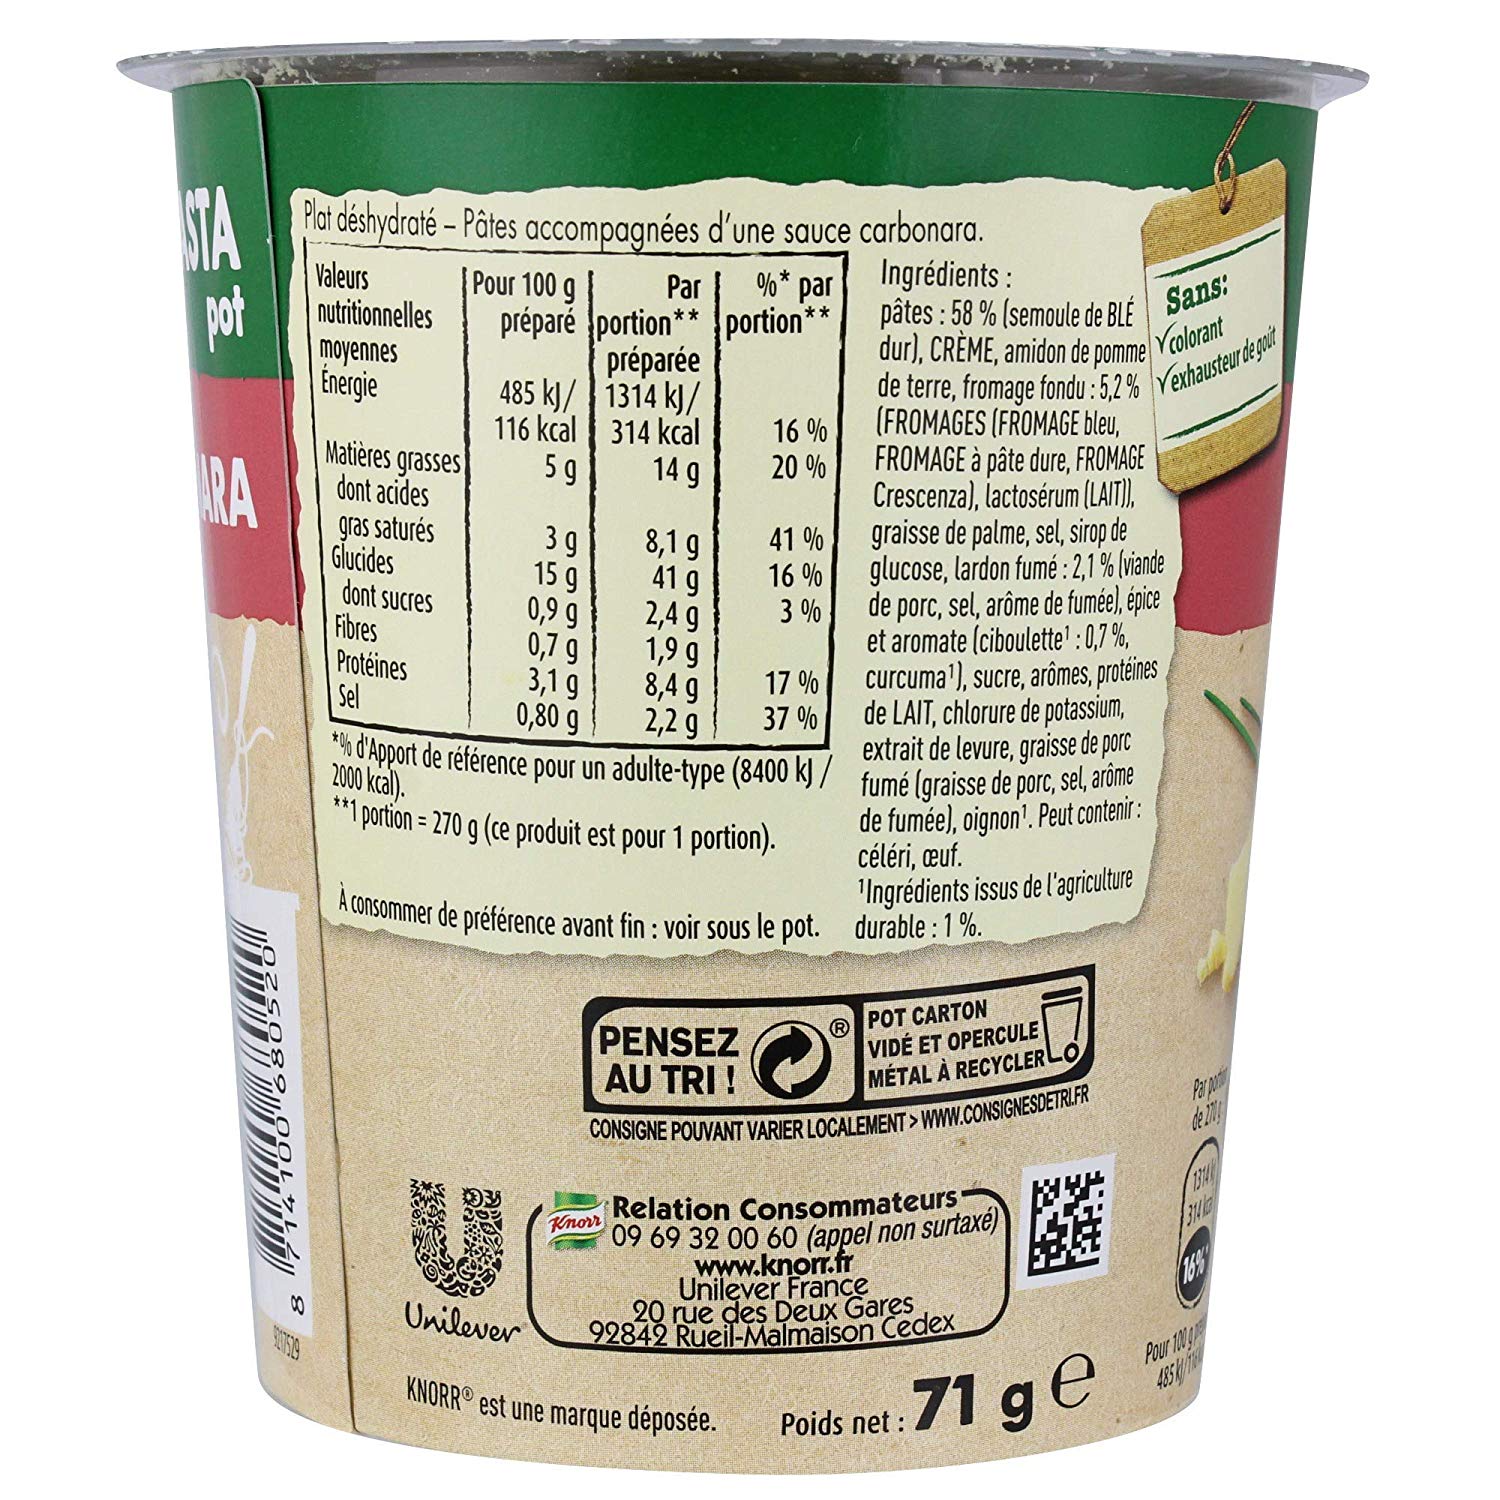 pot
Plat déshydraté – Pâtes accompagnées d'une sauce carbonara.
Valeurs nutritionnelles moyennes | Pour 100 g préparé | Par portion** préparée | %* par portion**
Énergie | 485 kJ/ 116 kcal | 1314 kJ/ 314 kcal | 16 %
Matières grasses | 5 g | 14 g | 20 %
dont acides gras saturés | 3 g | 8,1 g | 41 %
Glucides | 15 g | 41 g | 16 %
dont sucres | 0,9 g | 2,4 g | 3 %
Fibres | 0,7 g | 1,9 g
Protéines | 3,1 g | 8,4 g | 17 %
Sel | 0,80 g | 2,2 g | 37 %
*% d'Apport de référence pour un adulte-type (8400 kJ /
2000 kcal).
**1 portion = 270 g (ce produit est pour 1 portion).
À consommer de préférence avant fin : voir sous le pot.
Ingrédients :
pâtes : 58 % (semoule de BLÉ
dur), CRÈME, amidon de pomme
de terre, fromage fondu : 5,2 %
(FROMAGES (FROMAGE bleu,
FROMAGE à pâte dure, FROMAGE
Crescenza), lactosérum (LAIT)),
graisse de palme, sel, sirop de
glucose, lardon fumé : 2,1 % (viande
de porc, sel, arôme de fumée), épice
et aromate (ciboulette¹ : 0,7 %,
curcuma¹), sucre, arômes, protéines
de LAIT, chlorure de potassium,
extrait de levure, graisse de porc
fumé (graisse de porc, sel, arôme
de fumée), oignon¹. Peut contenir :
céléri, œuf.
¹Ingrédients issus de l'agriculture
durable : 1 %.
Sans:
√colorant
√exhausteur de goût
PENSEZ
AU TRI !
®
POT CARTON
VIDÉ ET OPERCULE
MÉTAL À RECYCLER
CONSIGNE POUVANT VARIER LOCALEMENT > WWW.CONSIGNESDETRI.FR
Unilever
Knorr
Relation Consommateurs
09 69 32 00 60 (appel non surtaxé)
www.knorr.fr
Unilever France
20 rue des Deux Gares
92842 Rueil-Malmaison Cedex
KNORR® est une marque déposée.
Poids net : 71 g e
8 714100 680520
9217529
Par portion
de 270 g
1314 kJ
314 kcal
16%*
Pour 100 g
485 kJ/116